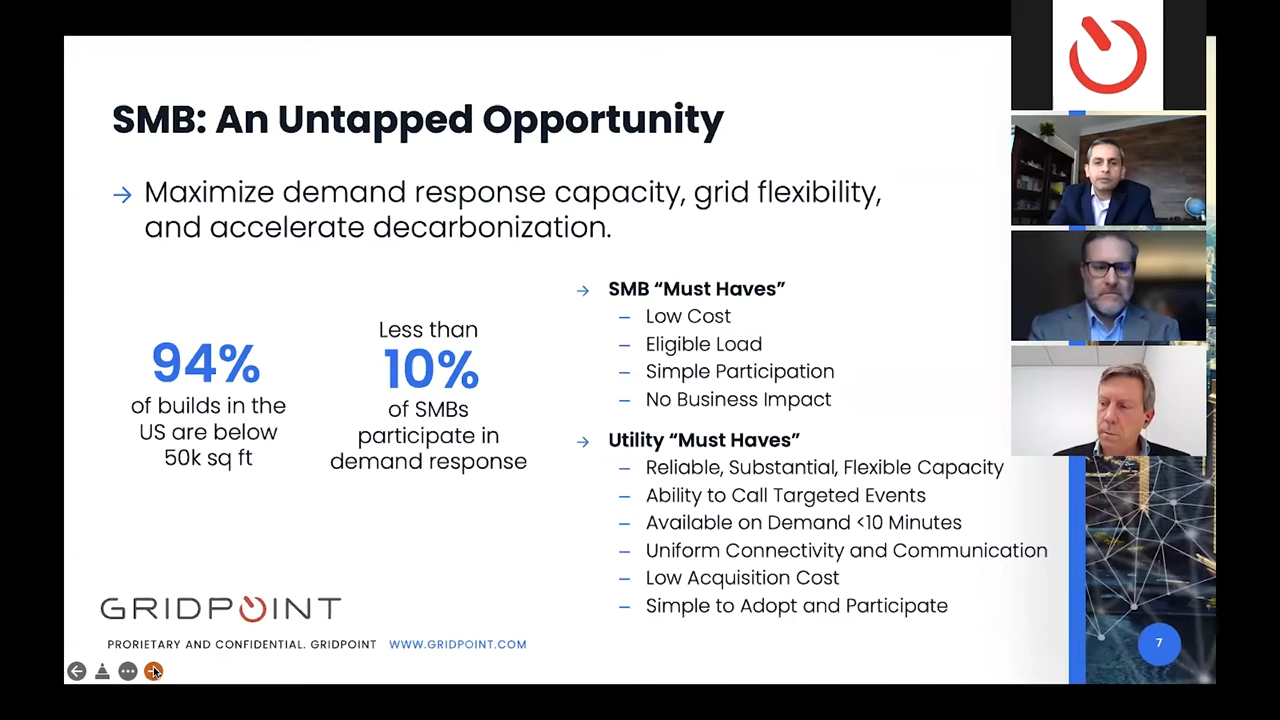 SMB: An Untapped Opportunity
→ Maximize demand response capacity, grid flexibility,
and accelerate decarbonization.
94%
of builds in the
US are below
50k sq ft
Less than
10%
of SMBs
participate in
demand response
→ SMB “Must Haves”
– Low Cost
– Eligible Load
– Simple Participation
– No Business Impact
→ Utility “Must Haves”
– Reliable, Substantial, Flexible Capacity
– Ability to Call Targeted Events
– Available on Demand <10 Minutes
– Uniform Connectivity and Communication
– Low Acquisition Cost
– Simple to Adopt and Participate
GRIDPOINT
PRORIETARY AND CONFIDENTIAL. GRIDPOINT WWW.GRIDPOINT.COM
7